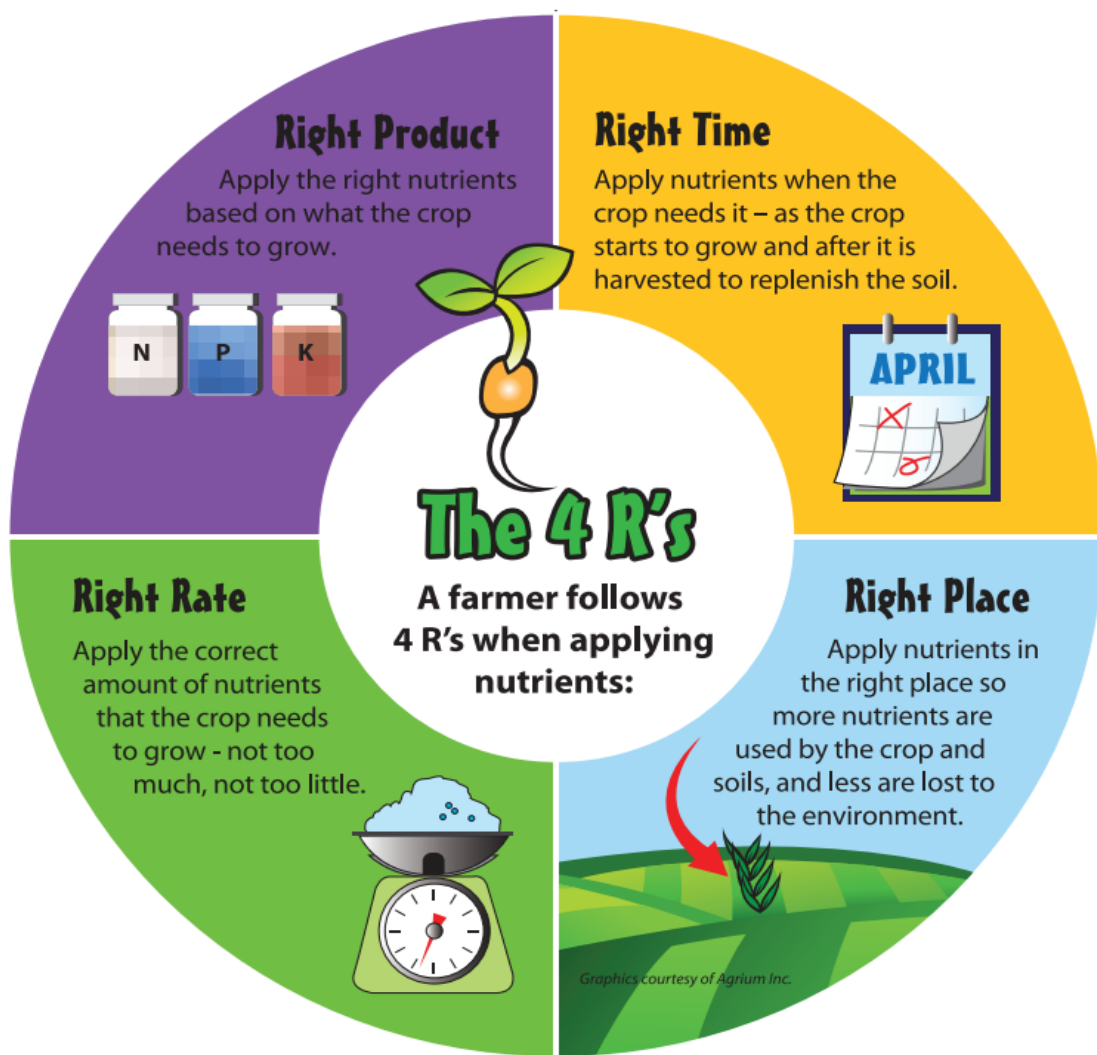 Right Product
Apply the right nutrients
based on what the crop
needs to grow.
N P K
Right Time
Apply nutrients when the
crop needs it – as the crop
starts to grow and after it is
harvested to replenish the soil.
APRIL
The 4 R's
A farmer follows
4 R's when applying
nutrients:
Right Rate
Apply the correct
amount of nutrients
that the crop needs
to grow - not too
much, not too little.
Right Place
Apply nutrients in
the right place so
more nutrients are
used by the crop and
soils, and less are lost to
the environment.
Graphics courtesy of Agrium Inc.